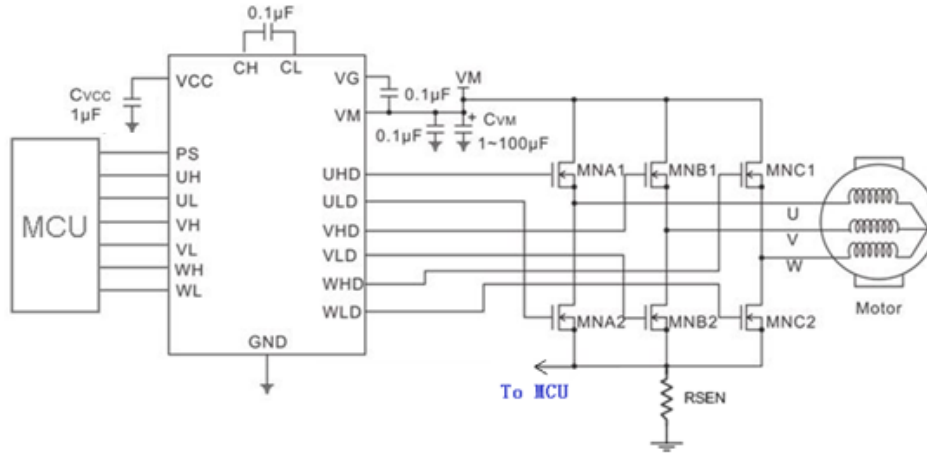 0.1µF
CH CL
VCC
VG
VM
CVCC
1µF
0.1µF
VM
CVM
0.1µF
+
1~100µF
MCU
PS
UH
UL
VH
VL
WH
WL
UHD
ULD
VHD
VLD
WHD
WLD
GND
MNA1
MNB1
MNC1
U
V
W
Motor
MNA2
MNB2
MNC2
To MCU
RSEN